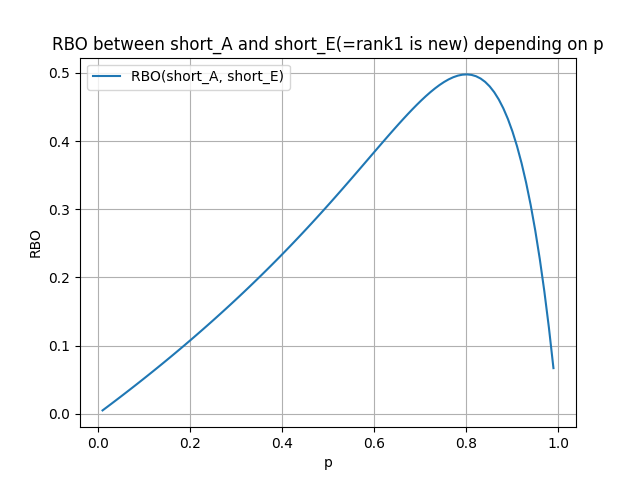 RBO between short_A and short_E(=rank1 is new) depending on p
RBO(short_A, short_E)
0.5
0.4
0.3
0.2
0.1
0.0
RBO
0.0 0.2 0.4 0.6 0.8 1.0
p